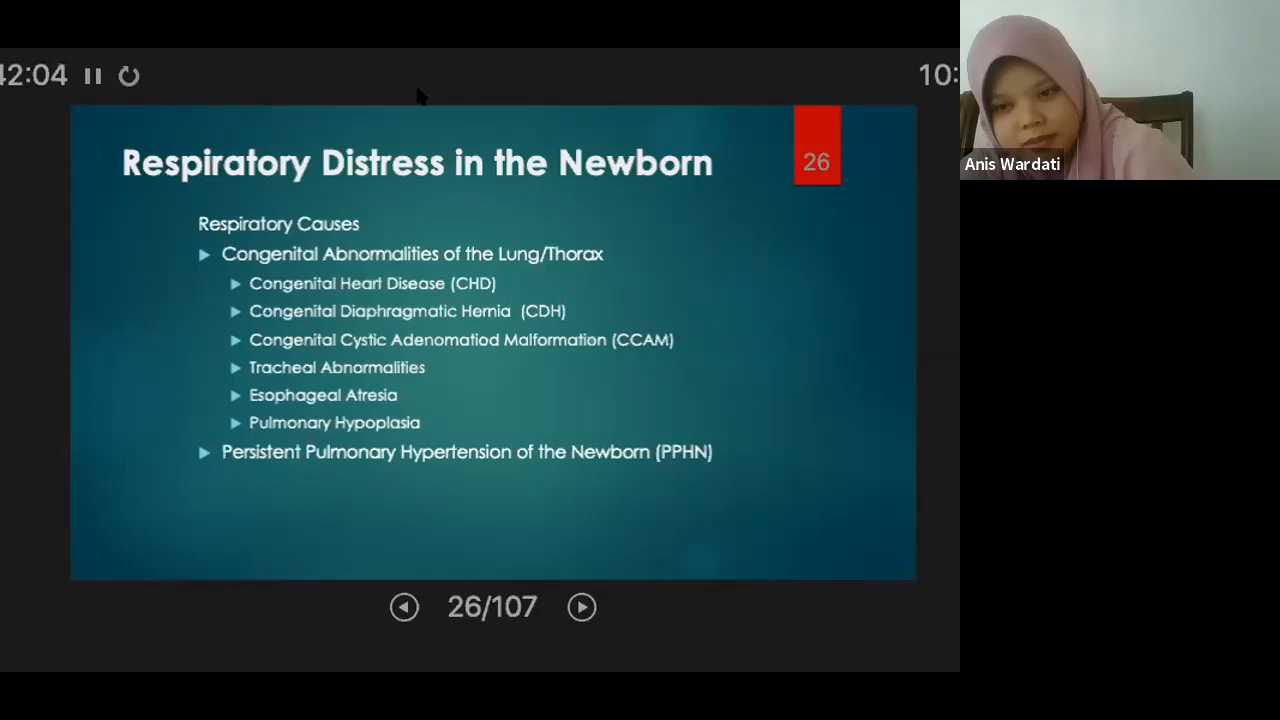 42:04
10:
Respiratory Distress in the Newborn
26
Respiratory Causes
Congenital Abnormalities of the Lung/Thorax
Congenital Heart Disease (CHD)
Congenital Diaphragmatic Hernia (CDH)
Congenital Cystic Adenomatiod Malformation (CCAM)
Tracheal Abnormalities
Esophageal Atresia
Pulmonary Hypoplasia
Persistent Pulmonary Hypertension of the Newborn (PPHN)
26/107
Anis Wardati